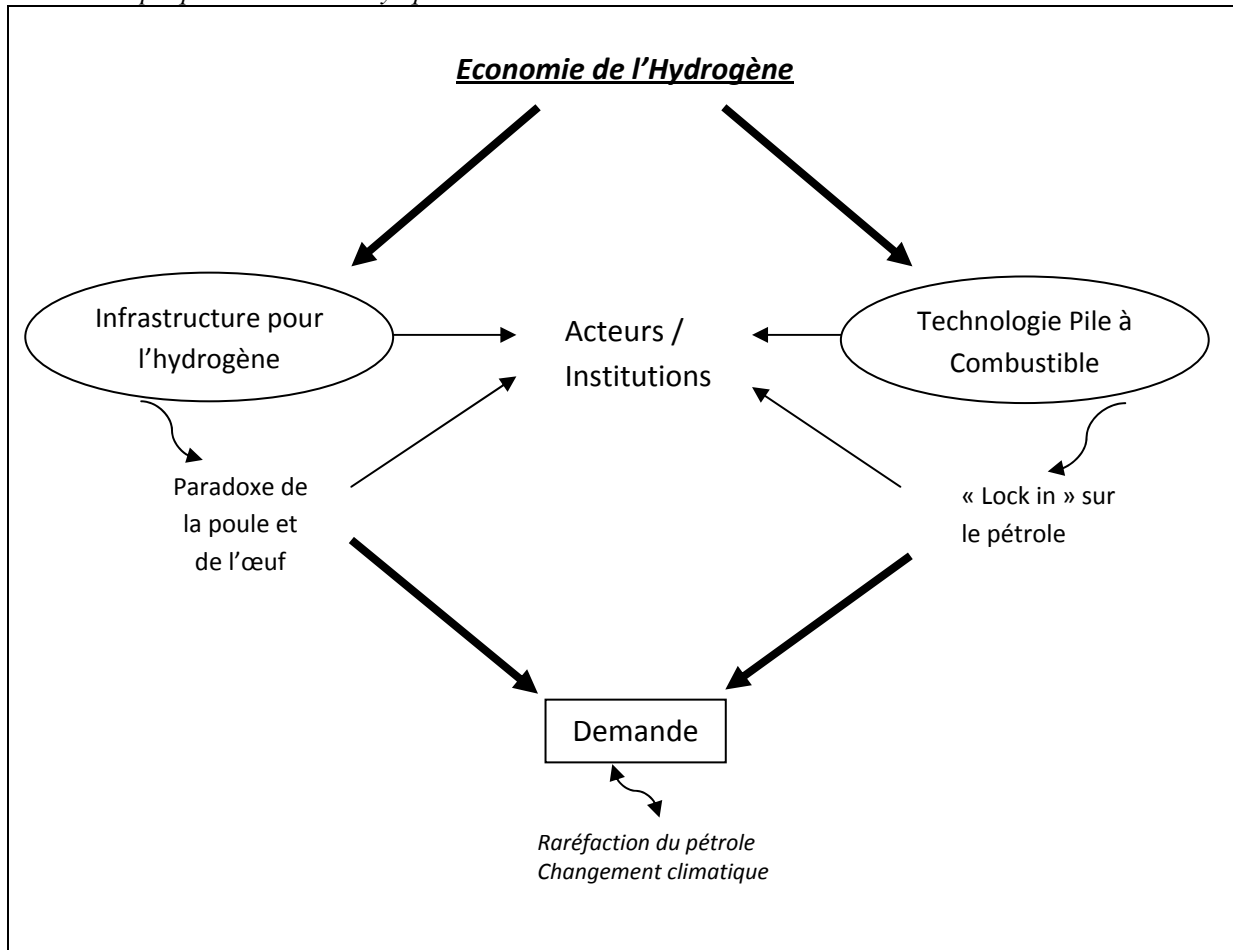 Economie de l'Hydrogène
Infrastructure pour
l'hydrogène
Acteurs /
Institutions
Technologie Pile à
Combustible
Paradoxe de
la poule et
de l'œuf
« Lock in » sur
le pétrole
Demande
Raréfaction du pétrole
Changement climatique